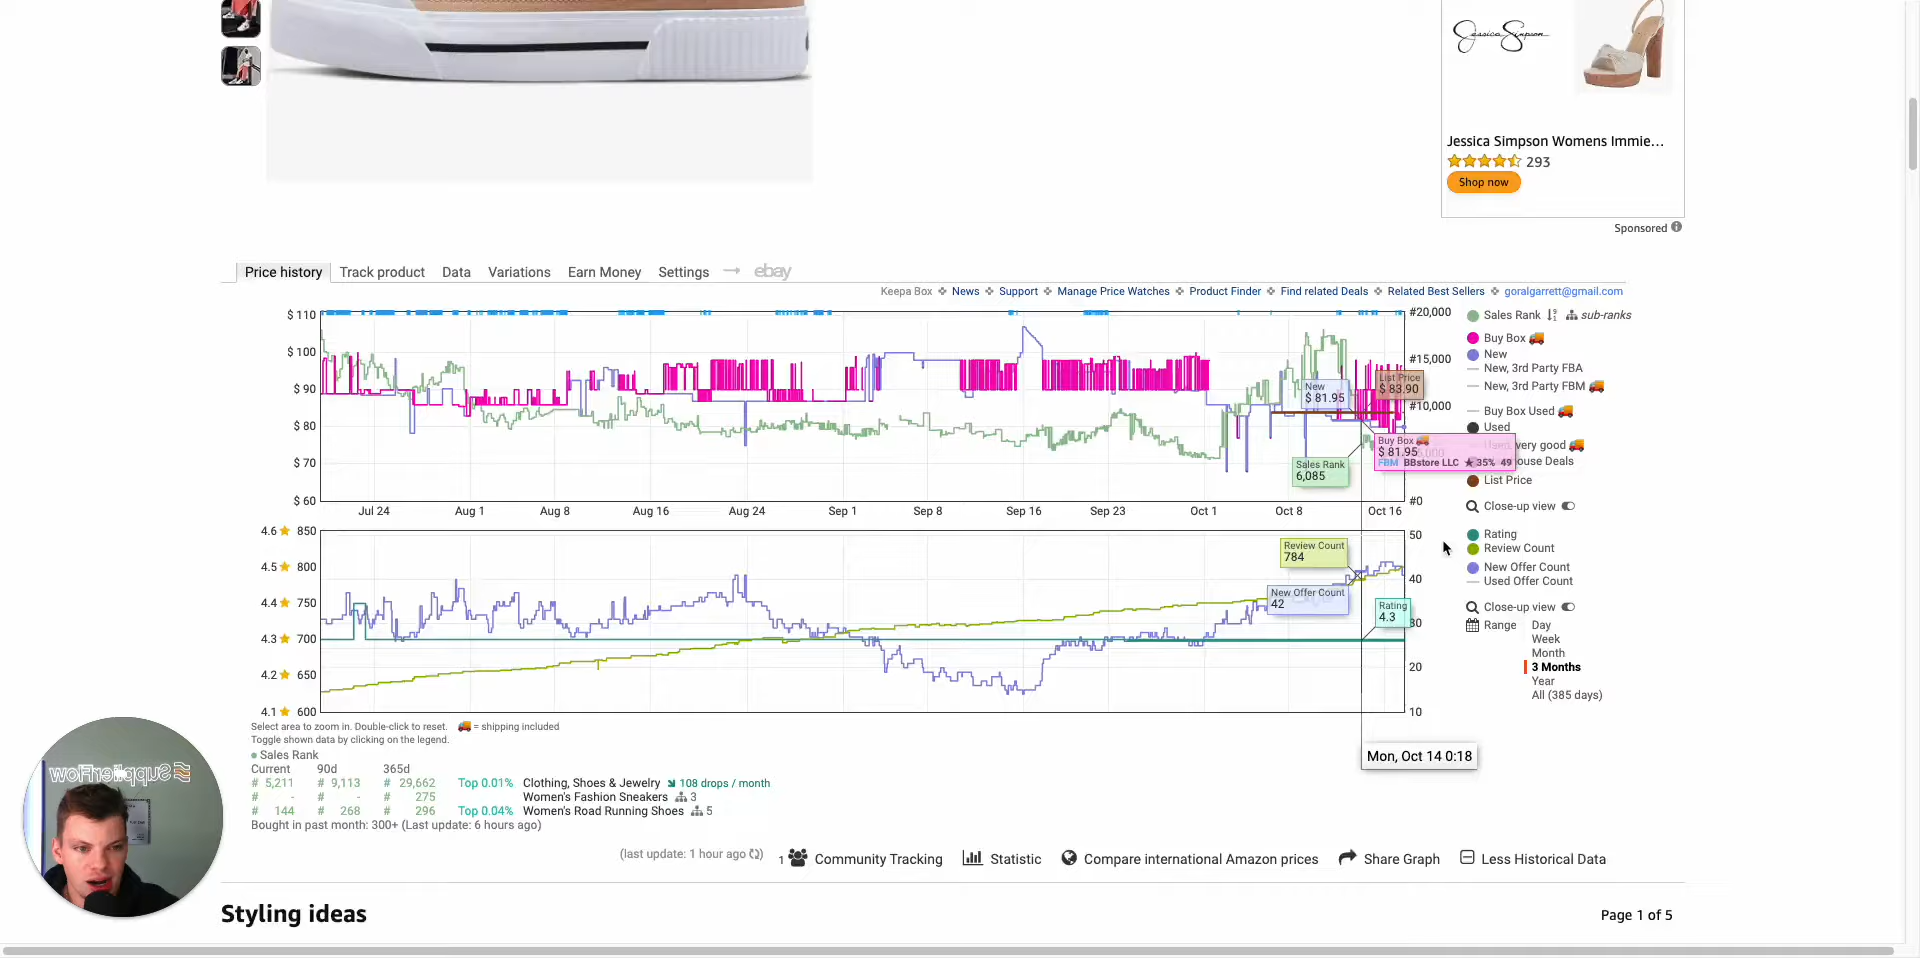 Jessica Simpson
Jessica Simpson Womens Immie...
293
Shop now
Sponsored
Price history Track product Data Variations Earn Money Settings ebay
Keepa Box News Support Manage Price Watches Product Finder Find related Deals Related Best Sellers goralgarrett@gmail.com
$ 110
$ 100
$ 90
$ 80
$ 70
$ 60
#20,000
#15,000
#10,000
#0
New
$ 81.95
List Price
$ 83.90
Buy Box
$ 81.95
FBM BBstore LLC ★35% 49
Sales Rank
6,085
Jul 24 Aug 1 Aug 8 Aug 16 Aug 24 Sep 1 Sep 8 Sep 16 Sep 23 Oct 1 Oct 8 Oct 16
Sales Rank sub-ranks
Buy Box
New
New, 3rd Party FBA
New, 3rd Party FBM
Buy Box Used
Used
very good
ouse Deals
List Price
Close-up view
4.6 850
4.5 800
4.4 750
4.3 700
4.2 650
4.1 600
50
40
30
20
10
Review Count
784
New Offer Count
42
Rating
4.3
Rating
Review Count
New Offer Count
Used Offer Count
Close-up view
Range Day
Week
Month
3 Months
Year
All (385 days)
Mon, Oct 14 0:18
Select area to zoom in. Double-click to reset. = shipping included
Toggle shown data by clicking on the legend.
Sales Rank
Current 90d 365d
# 5,211 # 9,113 # 29,662 Top 0.01% Clothing, Shoes & Jewelry 108 drops / month
# - # - # 275 Women's Fashion Sneakers 3
# 144 # 268 # 296 Top 0.04% Women's Road Running Shoes 5
Bought in past month: 300+ (Last update: 6 hours ago)
(last update: 1 hour ago) 1 Community Tracking Statistic Compare international Amazon prices Share Graph Less Historical Data
Styling ideas
Page 1 of 5